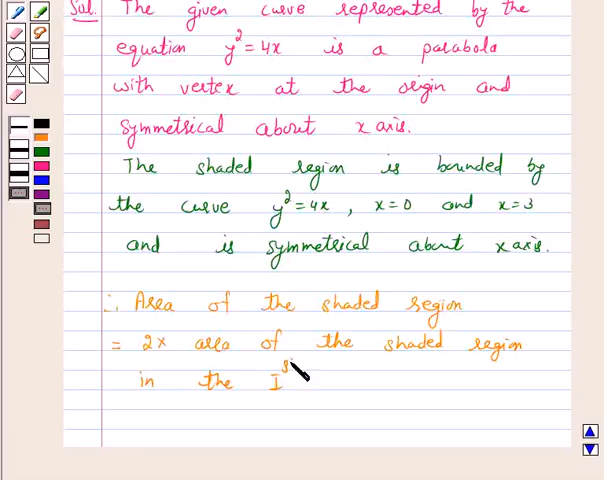 Sol. The given curve represented by the
equation y² = 4x is a parabola
with vertex at the origin and
symmetrical about x axis.
The shaded region is bounded by
the curve y² = 4x , x = 0 and x = 3
and is symmetrical about x axis.
∴ Area of the shaded region
= 2x area of the shaded region
in the I